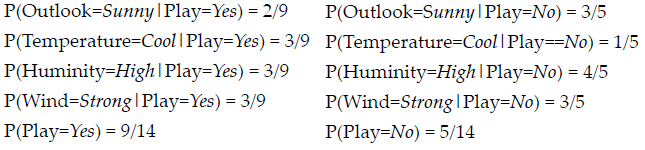 P(Outlook=Sunny|Play=Yes) = 2/9 P(Outlook=Sunny|Play=No) = 3/5
P(Temperature=Cool|Play=Yes) = 3/9 P(Temperature=Cool|Play==No) = 1/5
P(Huminity=High|Play=Yes) = 3/9 P(Huminity=High|Play=No) = 4/5
P(Wind=Strong|Play=Yes) = 3/9 P(Wind=Strong|Play=No) = 3/5
P(Play=Yes) = 9/14 P(Play=No) = 5/14